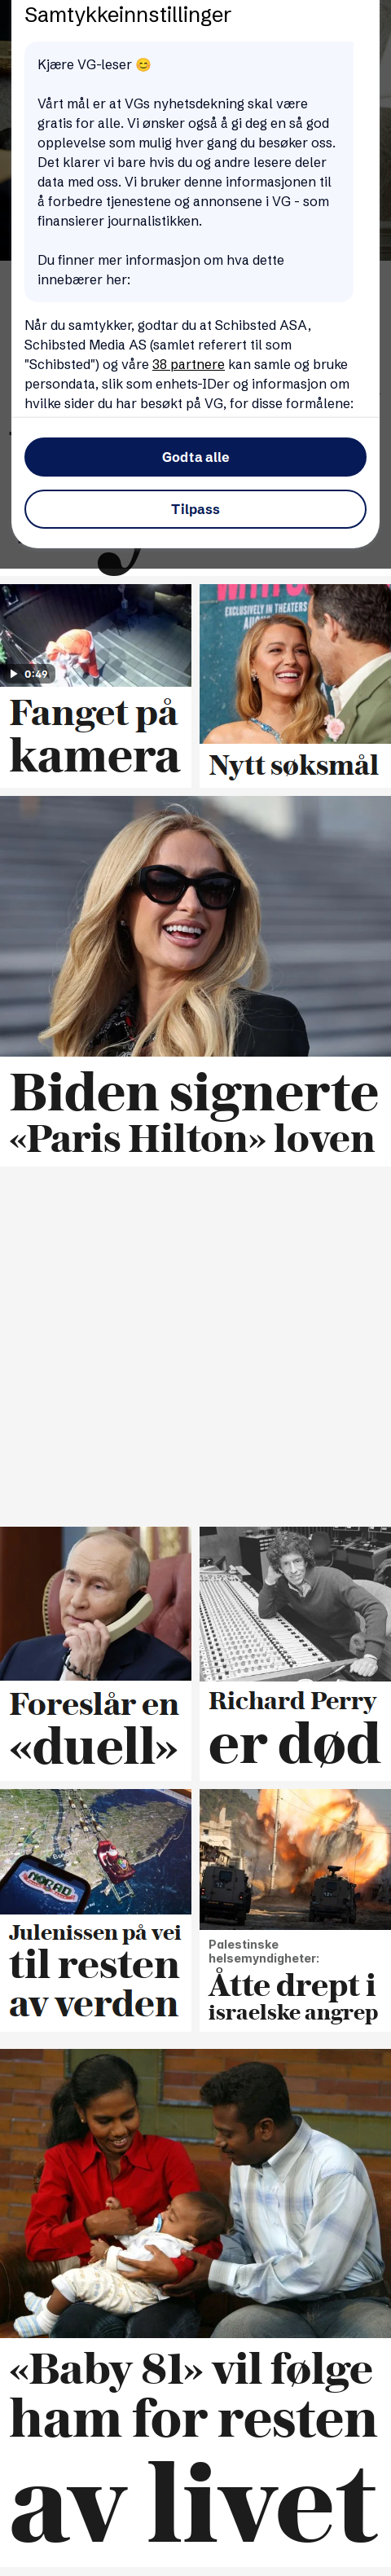 Samtykkeinnstillinger
Kjære VG-leser 😊
Vårt mål er at VGs nyhetsdekning skal være
gratis for alle. Vi ønsker også å gi deg en så god
opplevelse som mulig hver gang du besøker oss.
Det klarer vi bare hvis du og andre lesere deler
data med oss. Vi bruker denne informasjonen til
å forbedre tjenestene og annonsene i VG - som
finansierer journalistikken.
Du finner mer informasjon om hva dette
innebærer her:
Når du samtykker, godtar du at Schibsted ASA,
Schibsted Media AS (samlet referert til som
"Schibsted") og våre 38 partnere kan samle og bruke
persondata, slik som enhets-IDer og informasjon om
hvilke sider du har besøkt på VG, for disse formålene:
Godta alle
Tilpass
0:49
Fanget på
kamera
EXCLUSIVELY IN THEATERS
Nytt søksmål
Biden signerte
«Paris Hilton» loven
Foreslår en
«duell»
Richard Perry
er død
NORAD
Julenissen på vei
til resten
av verden
Palestinske
helsemyndigheter:
Åtte drept i
israelske angrep
«Baby 81» vil følge
ham for resten
av livet